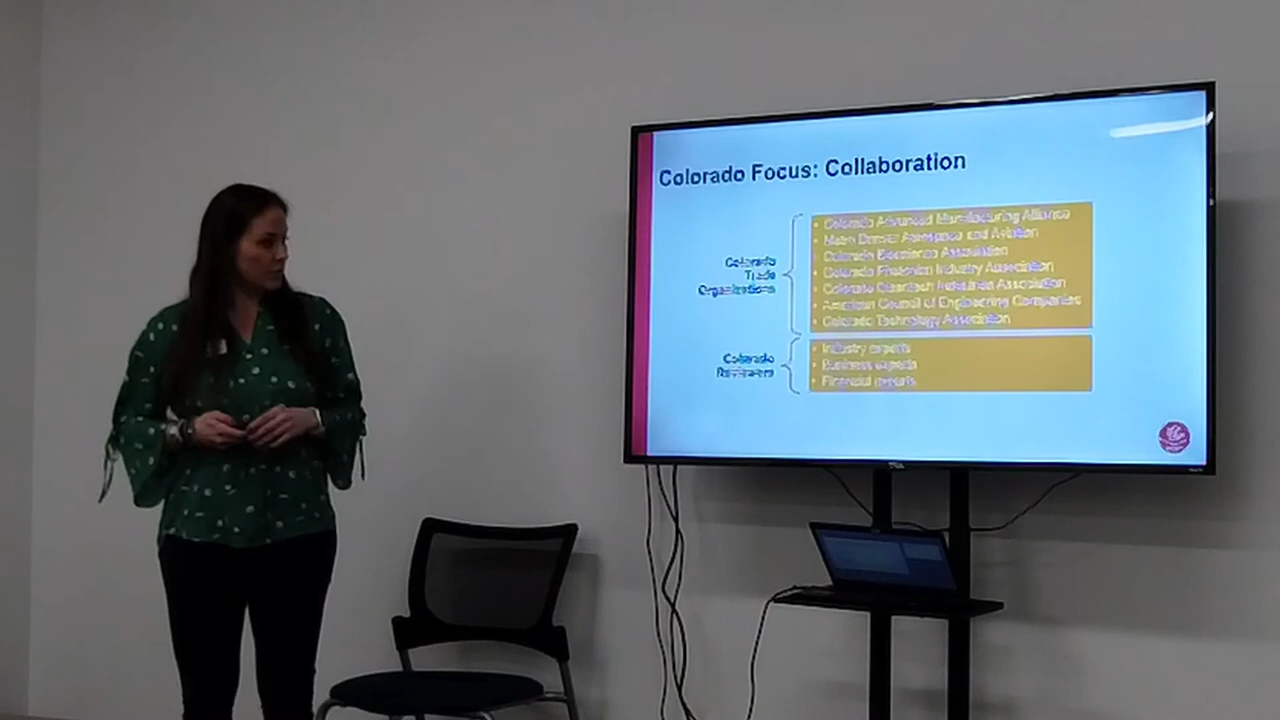 Colorado Focus: Collaboration
Colorado
Trade
Organizations
Colorado Advanced Manufacturing Alliance
Metro Denver Aerospace and Aviation
Colorado Bioscience Association
Colorado Photonics Industry Association
Colorado Cleantech Industries Association
American Council of Engineering Companies
Colorado Technology Association
Colorado
Reviewers
Industry experts
Business experts
Financial experts